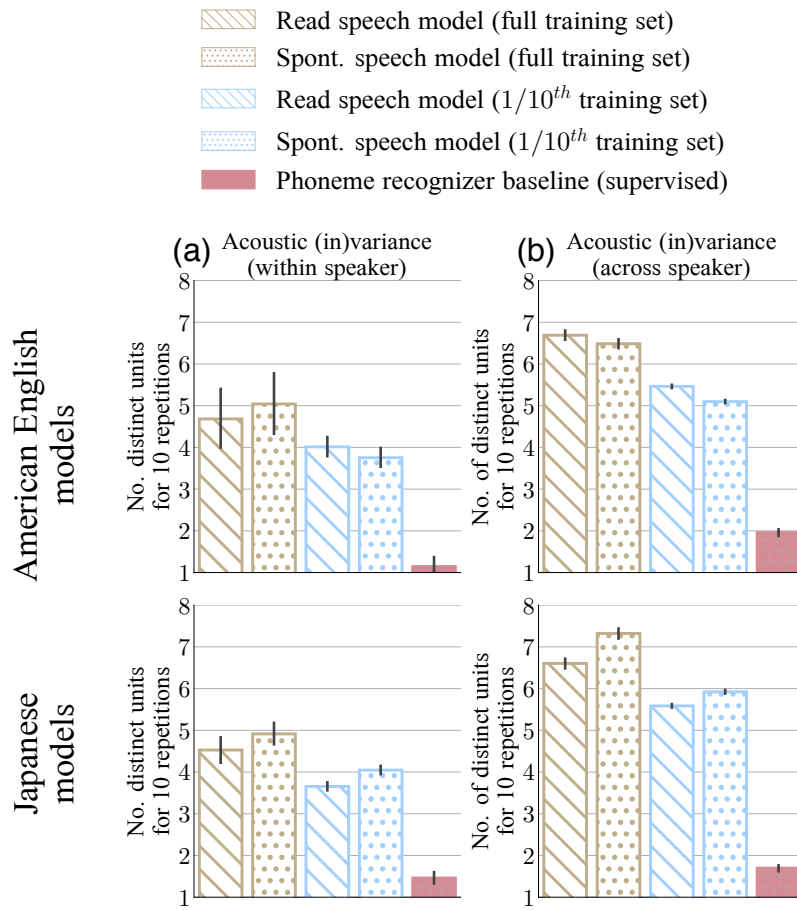 Read speech model (full training set)
Spont. speech model (full training set)
Read speech model (1/10th training set)
Spont. speech model (1/10th training set)
Phoneme recognizer baseline (supervised)
(a) Acoustic (in)variance
(within speaker)
(b) Acoustic (in)variance
(across speaker)
American English
models
No. distinct units
for 10 repetitions
8
7
6
5
4
3
2
1
No. of distinct units
for 10 repetitions
8
7
6
5
4
3
2
1
Japanese
models
No. distinct units
for 10 repetitions
8
7
6
5
4
3
2
1
No. of distinct units
for 10 repetitions
8
7
6
5
4
3
2
1